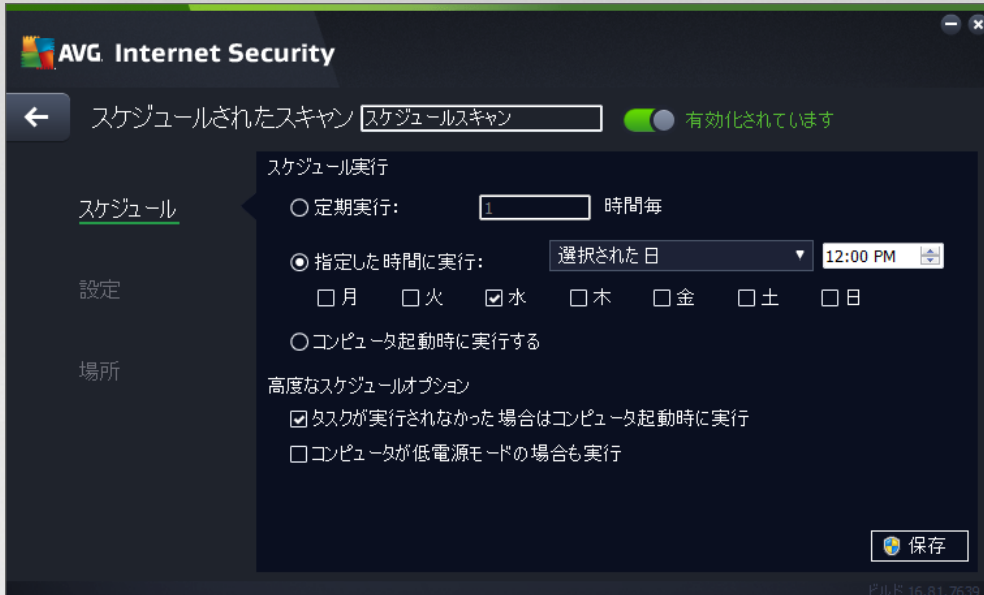 AVG. Internet Security
スケジュールされたスキャン スケジュールスキャン 有効化されています
スケジュール
設定
場所
スケジュール実行
定期実行: 1 時間毎
指定した時間に実行: 選択された日 12:00 PM
月 火 水 木 金 土 日
コンピュータ起動時に実行する
高度なスケジュールオプション
タスクが実行されなかった場合はコンピュータ起動時に実行
コンピュータが低電源モードの場合も実行
保存
ビルド 16.81.7639